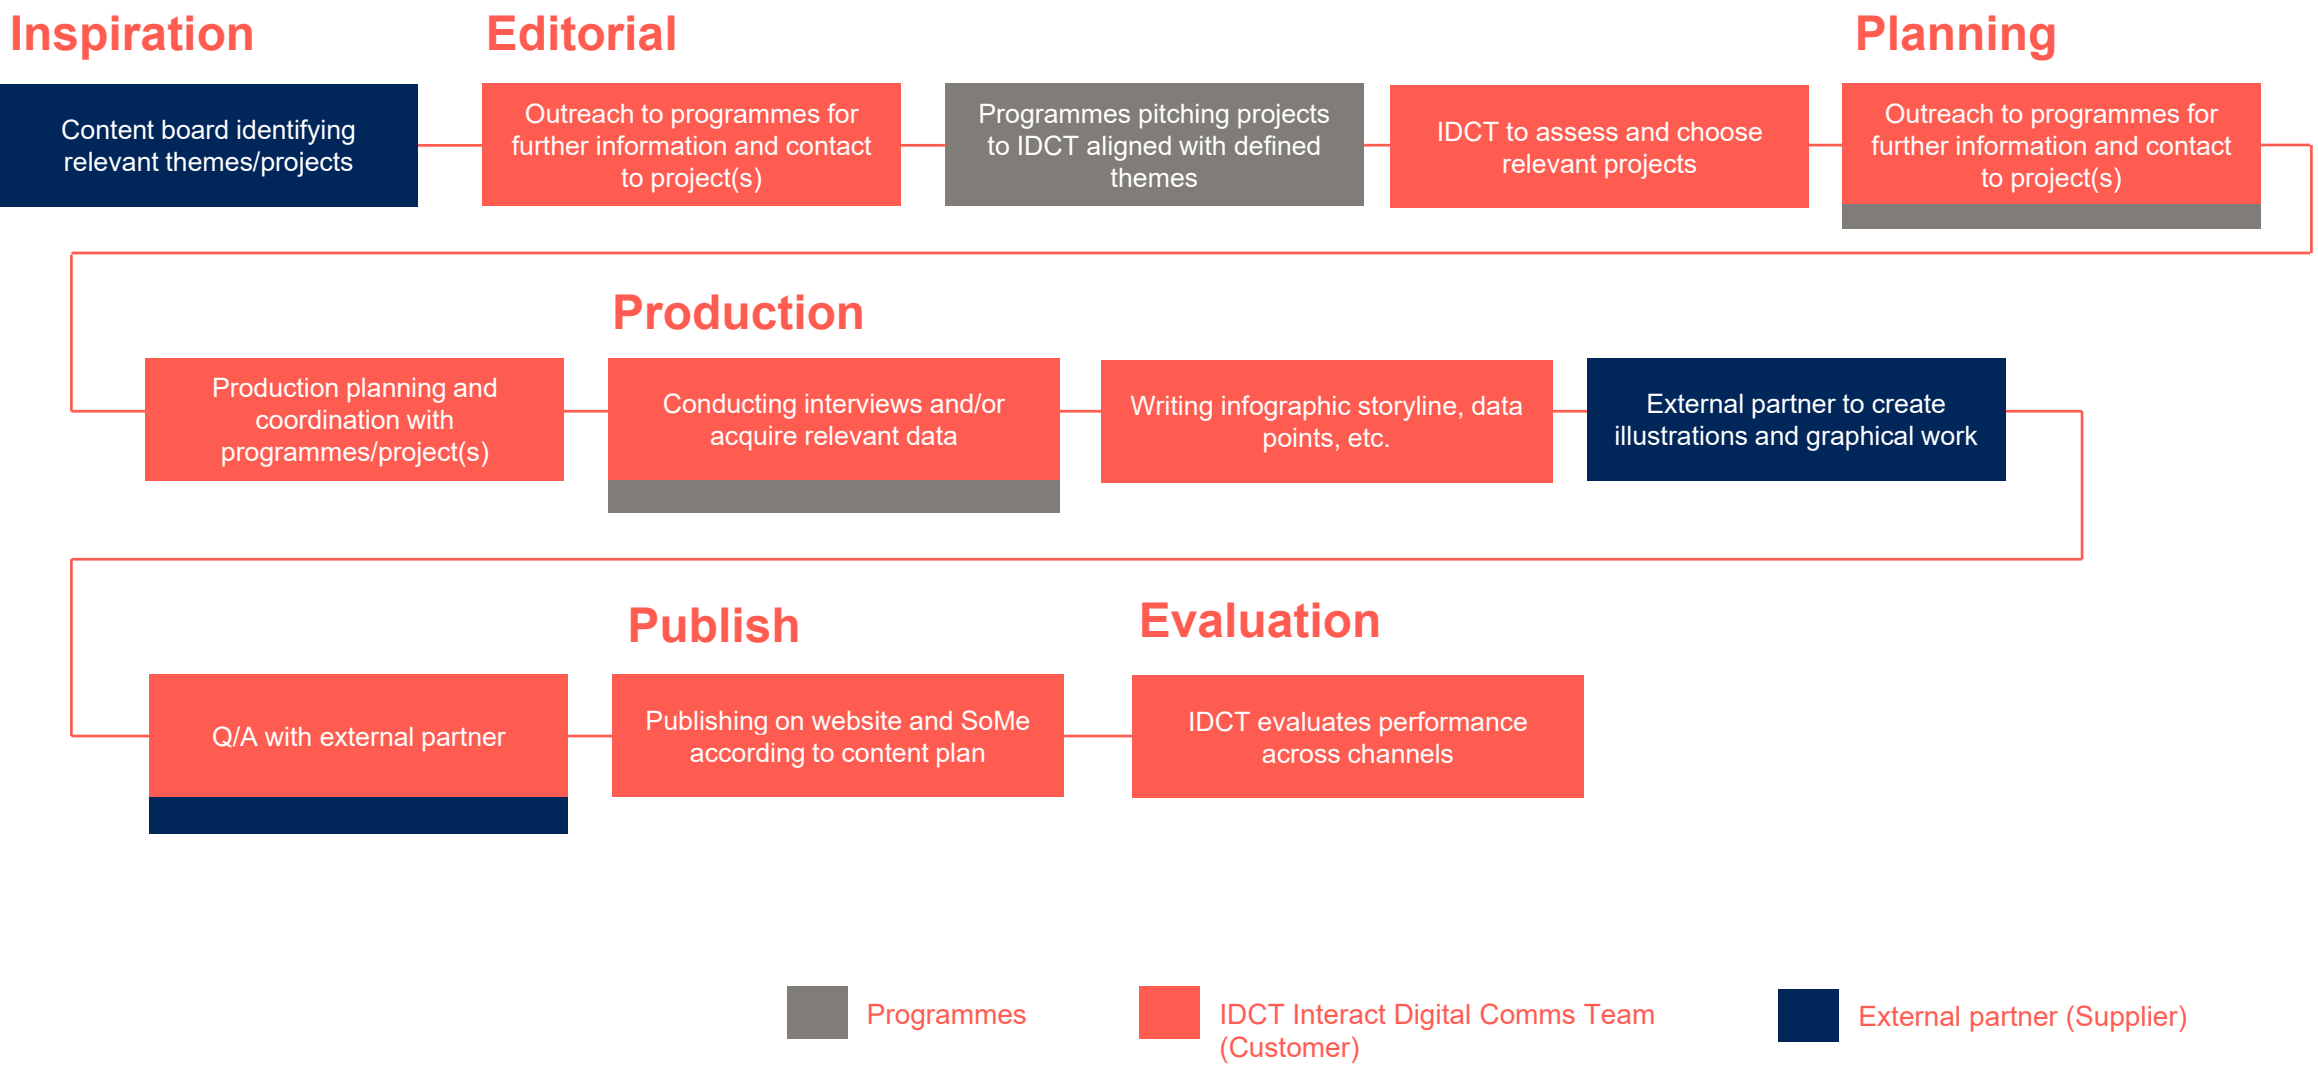 Inspiration
Editorial
Planning
Content board identifying
relevant themes/projects
Outreach to programmes for
further information and contact
to project(s)
Programmes pitching projects
to IDCT aligned with defined
themes
IDCT to assess and choose
relevant projects
Outreach to programmes for
further information and contact
to project(s)
Production
Production planning and
coordination with
programmes/project(s)
Conducting interviews and/or
acquire relevant data
Writing infographic storyline, data
points, etc.
External partner to create
illustrations and graphical work
Publish
Evaluation
Q/A with external partner
Publishing on website and SoMe
according to content plan
IDCT evaluates performance
across channels
Programmes
IDCT Interact Digital Comms Team
(Customer)
External partner (Supplier)